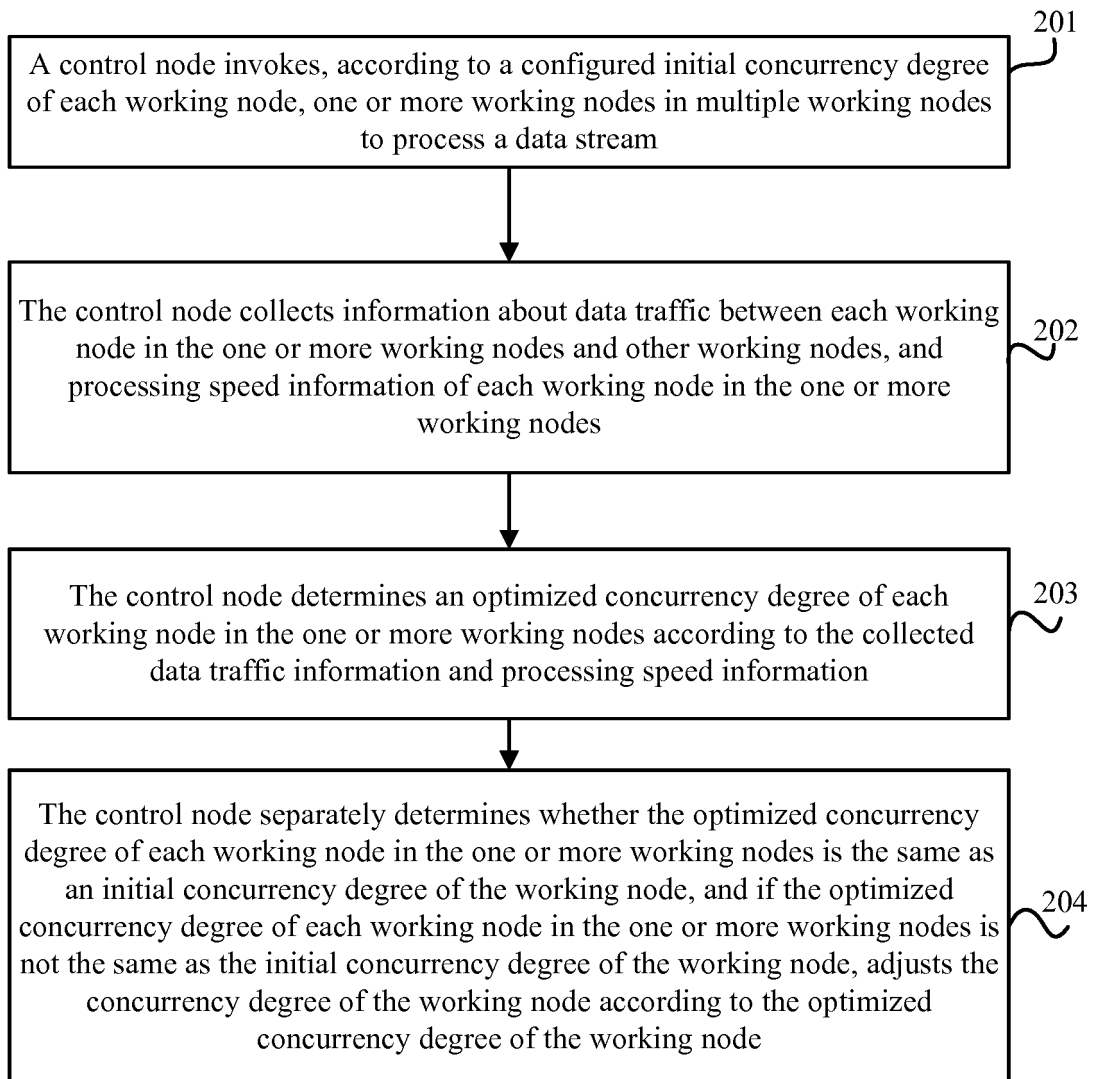 201
A control node invokes, according to a configured initial concurrency degree
of each working node, one or more working nodes in multiple working nodes
to process a data stream
The control node collects information about data traffic between each working
node in the one or more working nodes and other working nodes, and
processing speed information of each working node in the one or more
working nodes
202
The control node determines an optimized concurrency degree of each
working node in the one or more working nodes according to the collected
data traffic information and processing speed information
203
The control node separately determines whether the optimized concurrency
degree of each working node in the one or more working nodes is the same as
an initial concurrency degree of the working node, and if the optimized
concurrency degree of each working node in the one or more working nodes is
not the same as the initial concurrency degree of the working node, adjusts the
concurrency degree of the working node according to the optimized
concurrency degree of the working node
204